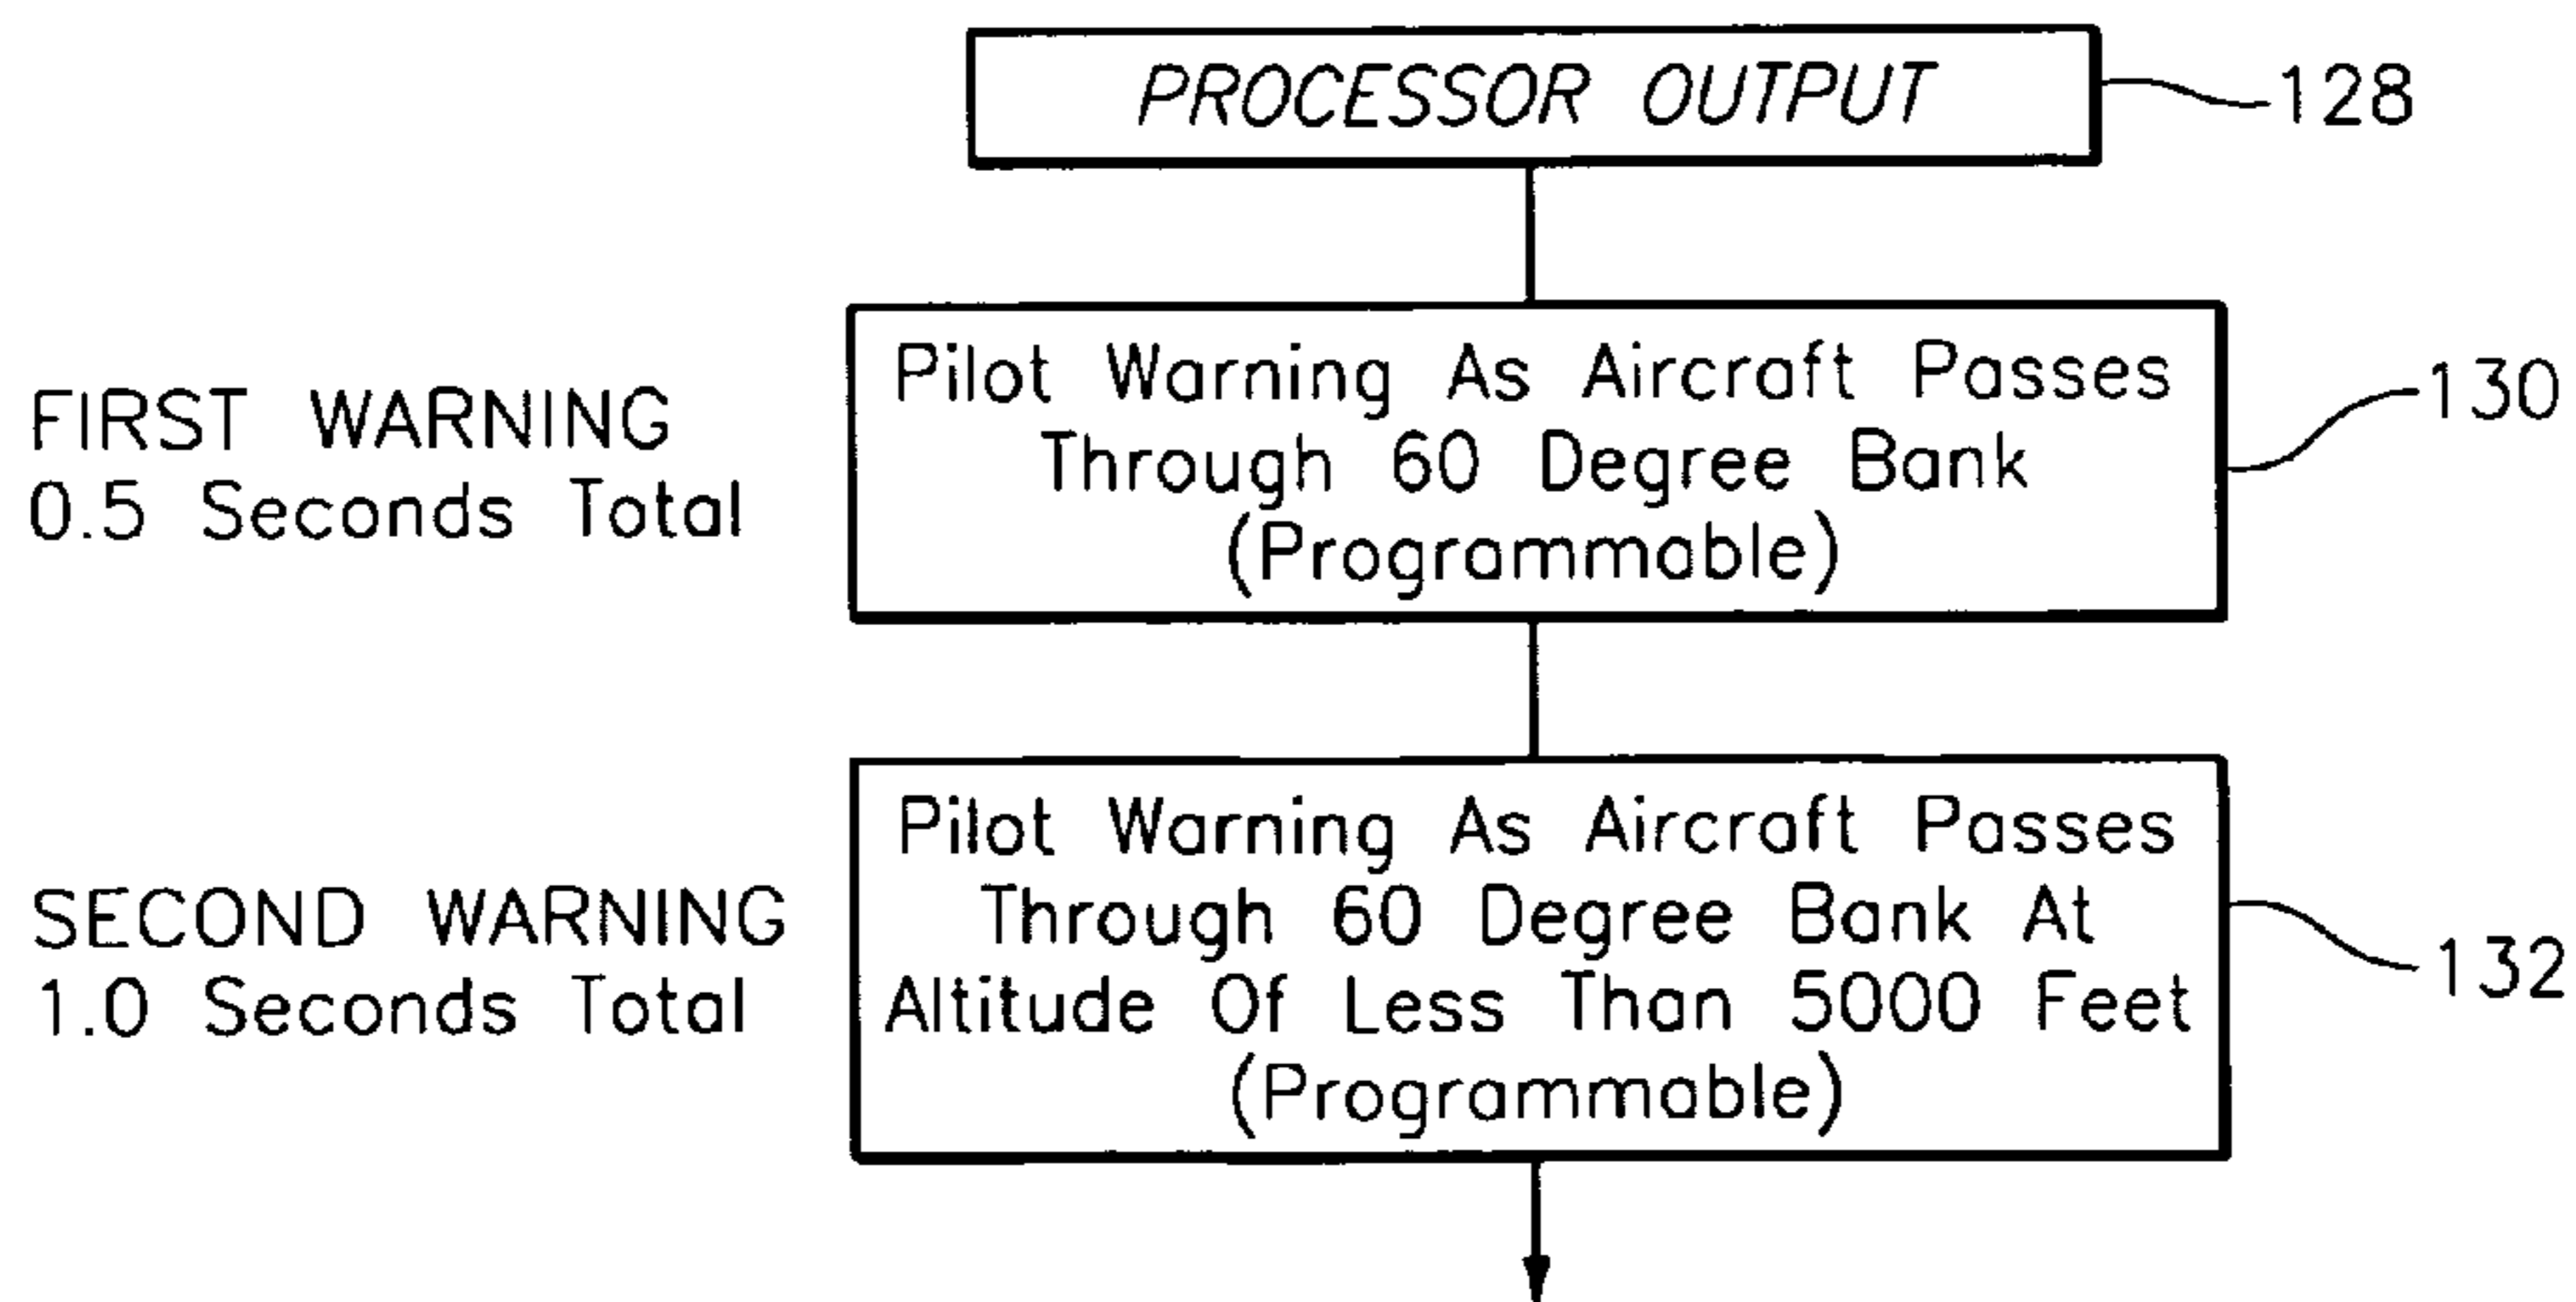 PROCESSOR OUTPUT
128
FIRST WARNING
0.5 Seconds Total
Pilot Warning As Aircraft Passes
Through 60 Degree Bank
(Programmable)
130
SECOND WARNING
1.0 Seconds Total
Pilot Warning As Aircraft Passes
Through 60 Degree Bank At
Altitude Of Less Than 5000 Feet
(Programmable)
132